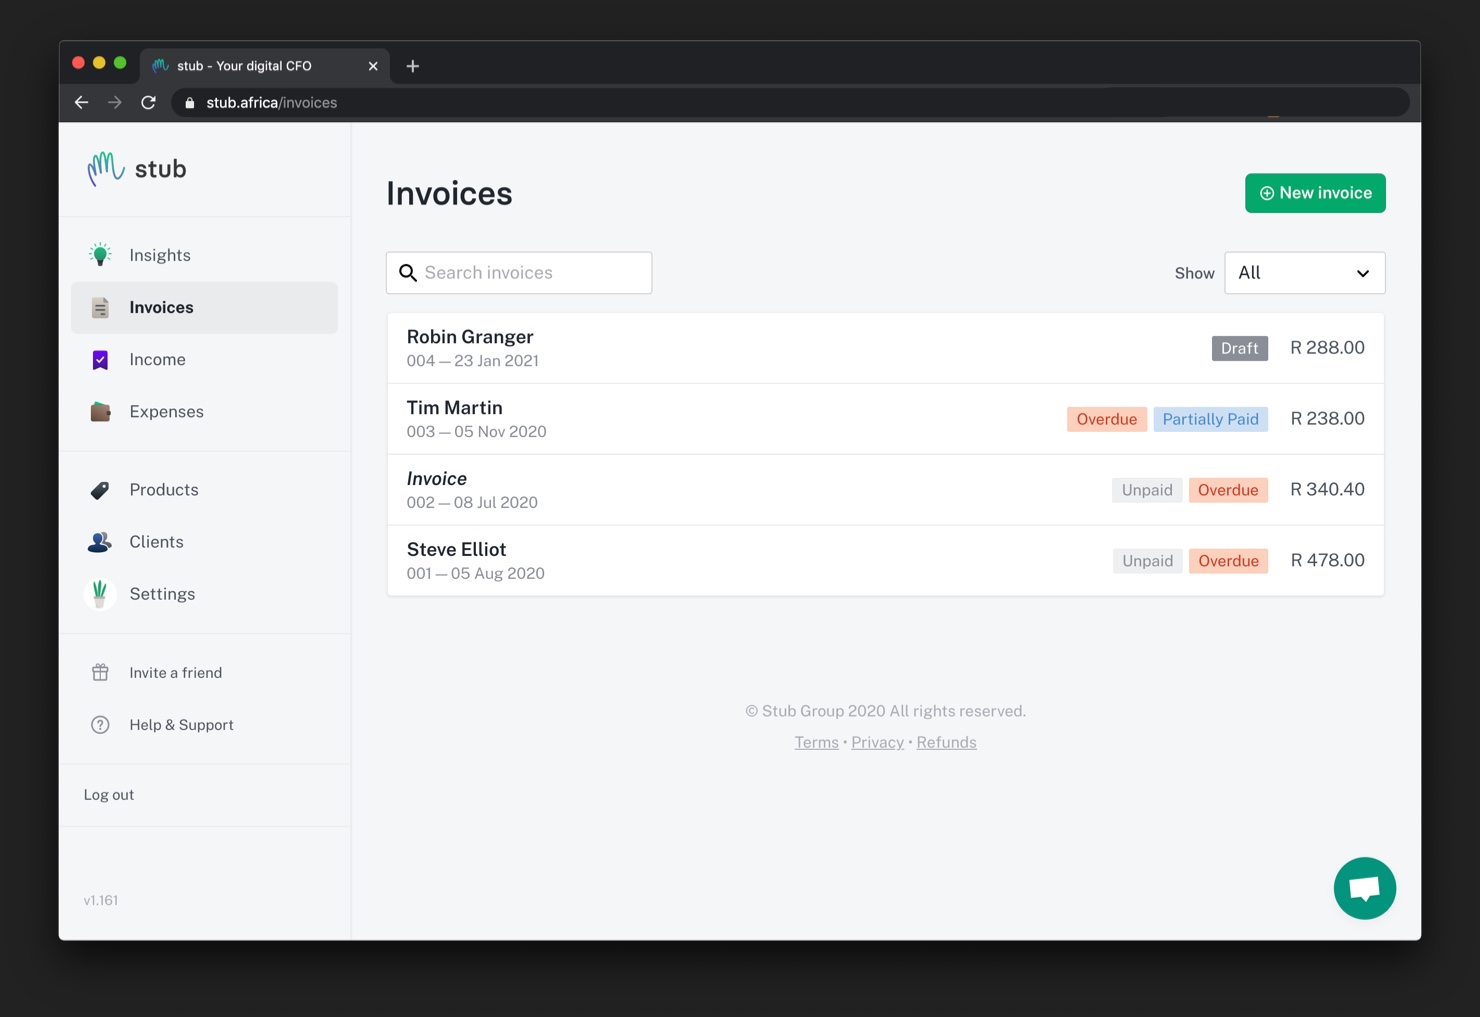 stub - Your digital CFO
stub.africa/invoices
stub
Insights
Invoices
Income
Expenses
Products
Clients
Settings
Invite a friend
Help & Support
Log out
v1.161
Invoices
New invoice
Search invoices
Show All
Robin Granger
004 — 23 Jan 2021
Draft R 288.00
Tim Martin
003 — 05 Nov 2020
Overdue Partially Paid R 238.00
Invoice
002 — 08 Jul 2020
Unpaid Overdue R 340.40
Steve Elliot
001 — 05 Aug 2020
Unpaid Overdue R 478.00
© Stub Group 2020 All rights reserved.
Terms • Privacy • Refunds